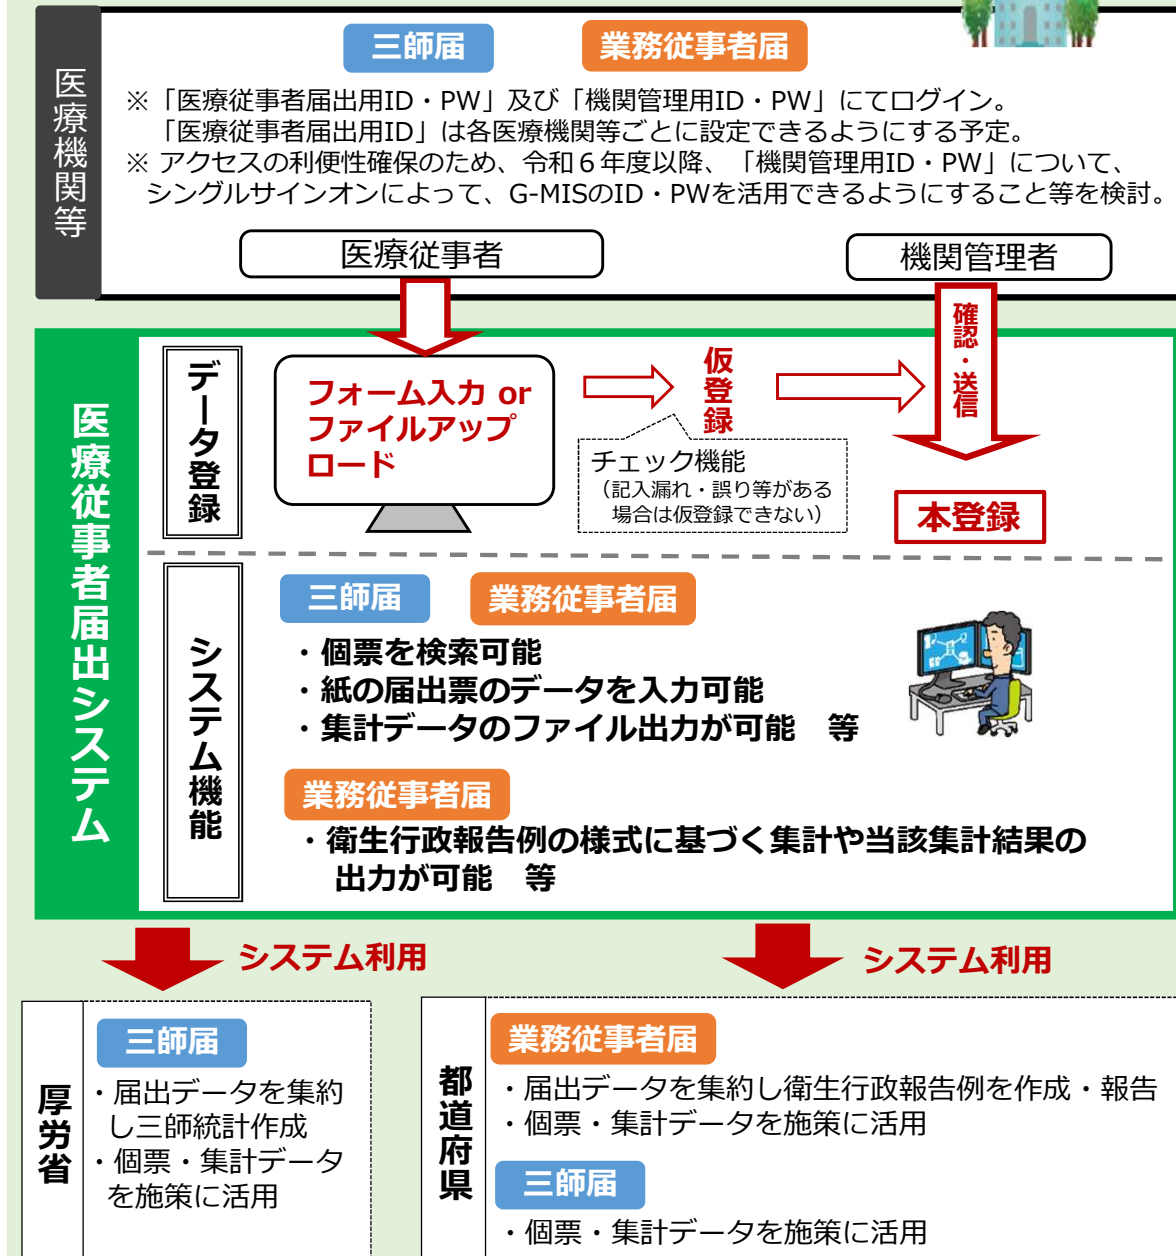 医療機関等
三師届
業務従事者届
※「医療従事者届出用ID・PW」及び「機関管理用ID・PW」にてログイン。
「医療従事者届出用ID」は各医療機関等ごとに設定できるようにする予定。
※ アクセスの利便性確保のため、令和６年度以降、「機関管理用ID・PW」について、
シングルサインオンによって、G-MISのID・PWを活用できるようにすること等を検討。
医療従事者
機関管理者
医療従事者届出システム
データ登録
フォーム入力 or
ファイルアップ
ロード
仮登録
チェック機能
（記入漏れ・誤り等がある
場合は仮登録できない）
確認・送信
本登録
システム機能
三師届
業務従事者届
・個票を検索可能
・紙の届出票のデータを入力可能
・集計データのファイル出力が可能　等
業務従事者届
・衛生行政報告例の様式に基づく集計や当該集計結果の
出力が可能　等
システム利用
システム利用
厚労省
三師届
・届出データを集約
し三師統計作成
・個票・集計データ
を施策に活用
都道府県
業務従事者届
・届出データを集約し衛生行政報告例を作成・報告
・個票・集計データを施策に活用
三師届
・個票・集計データを施策に活用